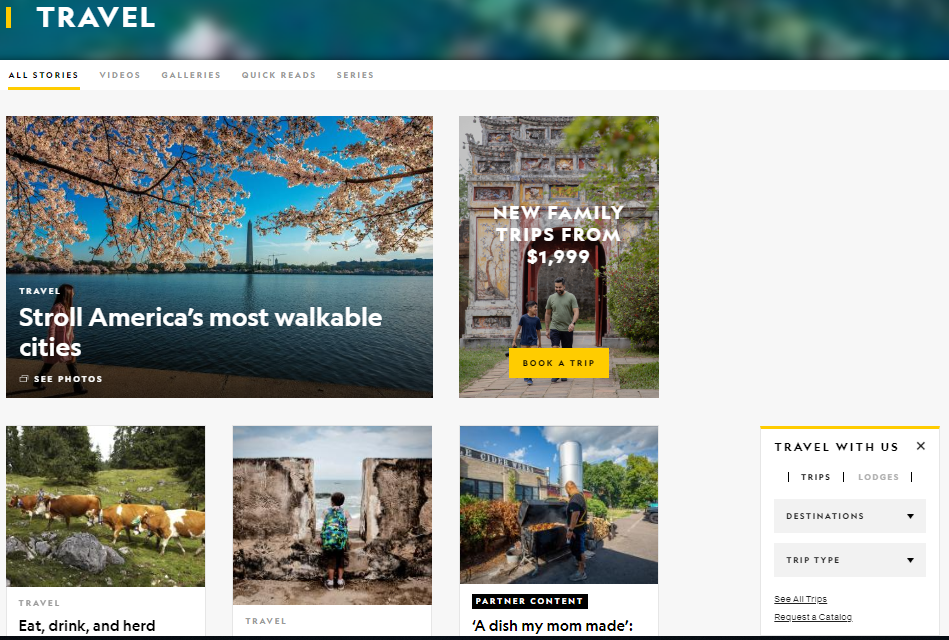 TRAVEL
ALL STORIES VIDEOS GALLERIES QUICK READS SERIES
TRAVEL
Stroll America's most walkable
cities
SEE PHOTOS
NEW FAMILY
TRIPS FROM
$1,999
BOOK A TRIP
TRAVEL
Eat, drink, and herd
TRAVEL
PARTNER CONTENT
‘A dish my mom made’:
TRAVEL WITH US
TRIPS LODGES
DESTINATIONS
TRIP TYPE
See All Trips
Request a Catalog